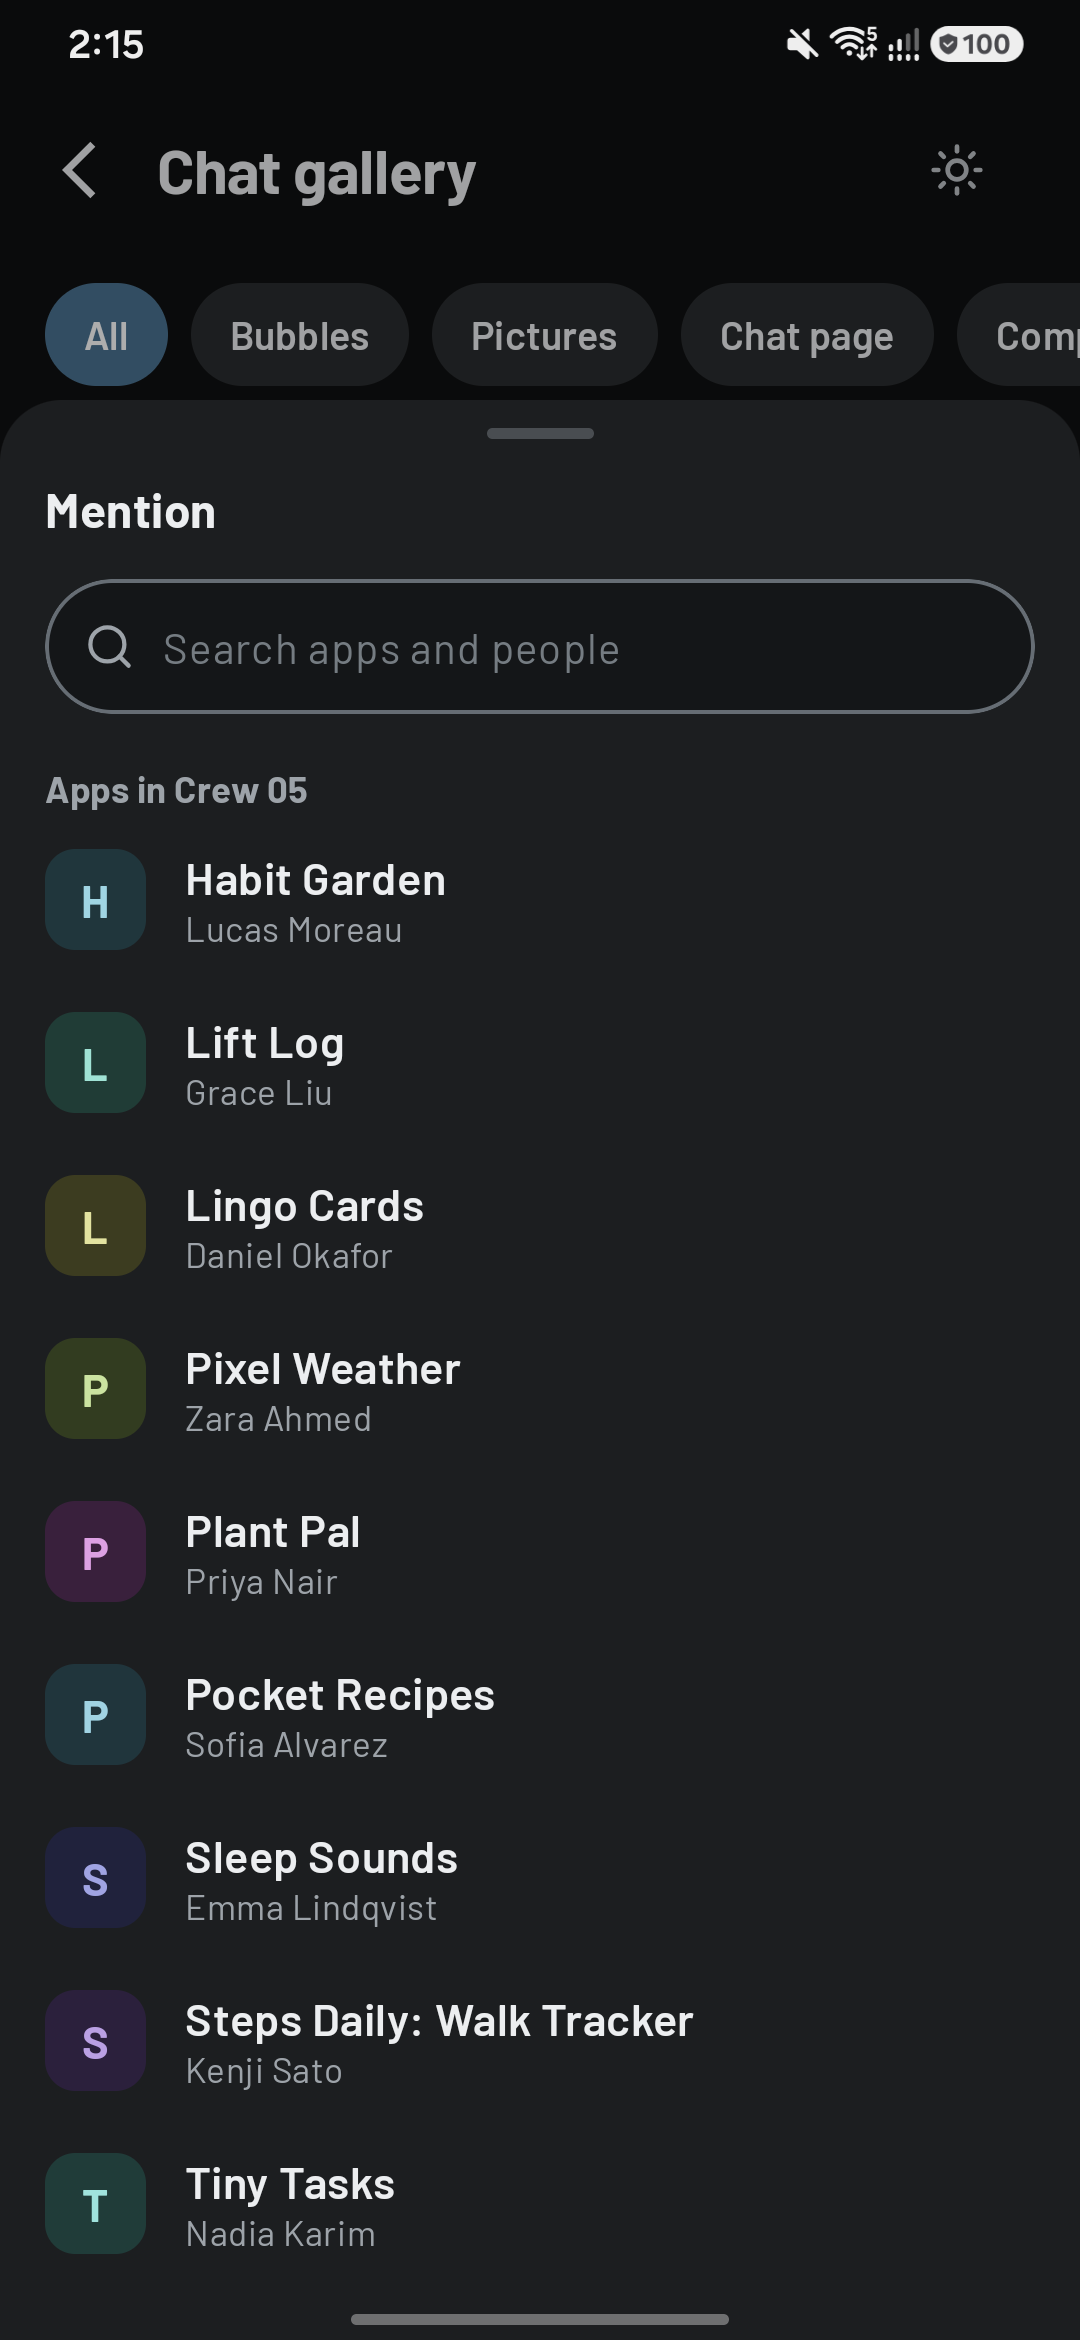 2:15
5
100
Chat gallery
All Bubbles Pictures Chat page Comp
Mention
Search apps and people
Apps in Crew 05
H
Habit Garden
Lucas Moreau
L
Lift Log
Grace Liu
L
Lingo Cards
Daniel Okafor
P
Pixel Weather
Zara Ahmed
P
Plant Pal
Priya Nair
P
Pocket Recipes
Sofia Alvarez
S
Sleep Sounds
Emma Lindqvist
S
Steps Daily: Walk Tracker
Kenji Sato
T
Tiny Tasks
Nadia Karim